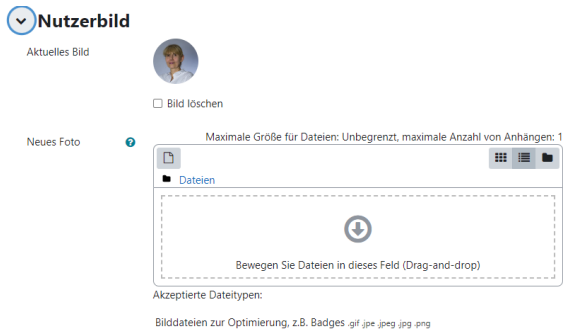 Nutzerbild
Aktuelles Bild
Bild löschen
Neues Foto
Maximale Größe für Dateien: Unbegrenzt, maximale Anzahl von Anhängen: 1
Dateien
Bewegen Sie Dateien in dieses Feld (Drag-and-drop)
Akzeptierte Dateitypen:
Bilddateien zur Optimierung, z.B. Badges .gif .jpe .jpeg .jpg .png